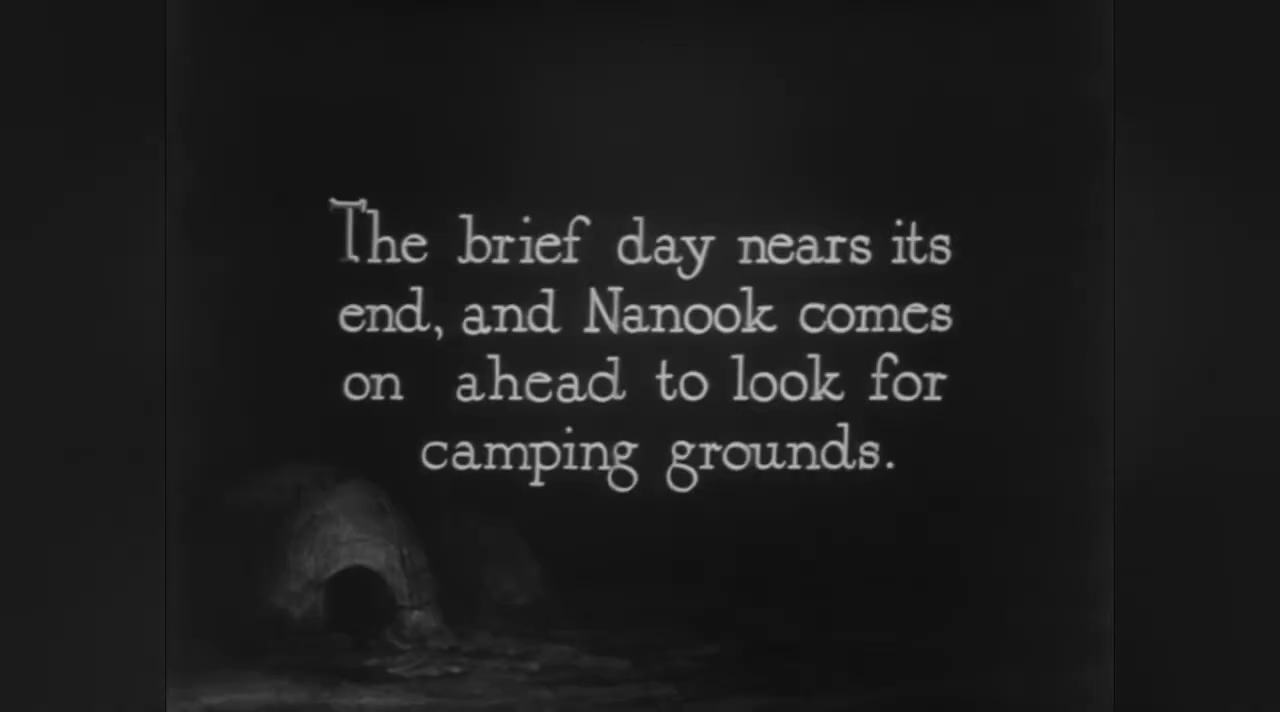 The brief day nears its
end, and Nanook comes
on ahead to look for
camping grounds.